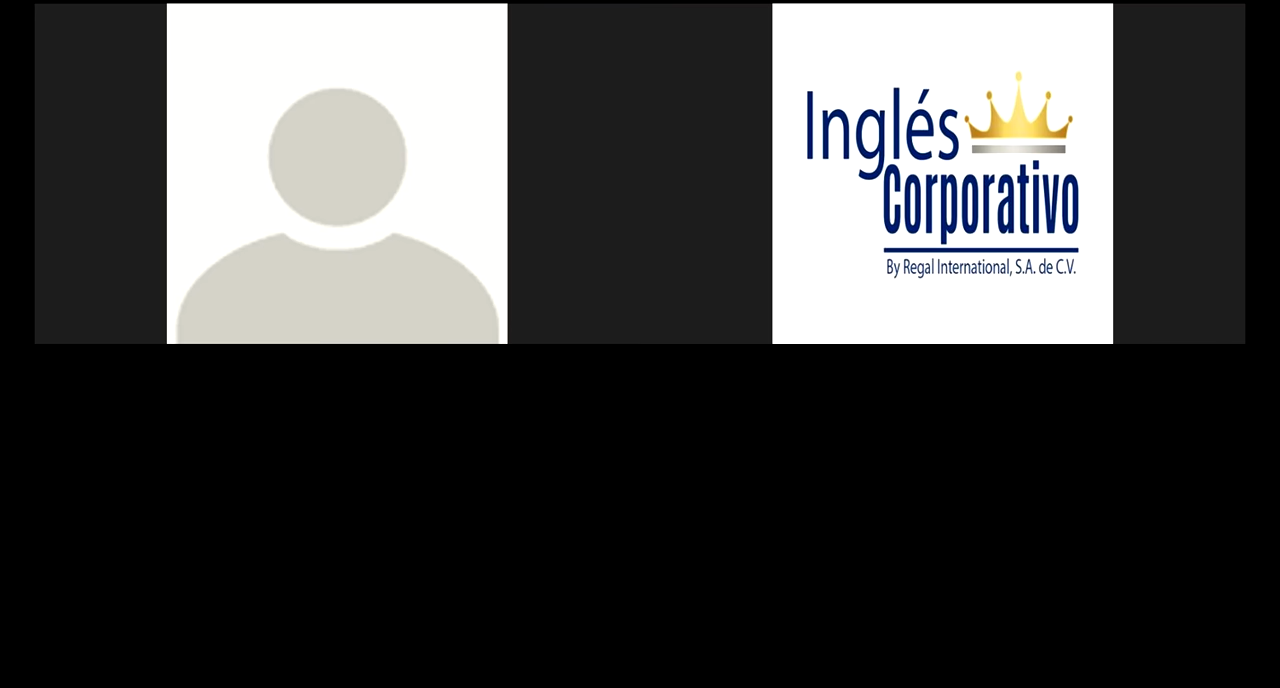 Inglés
Corporativo
By Regal International, S.A. de C.V.